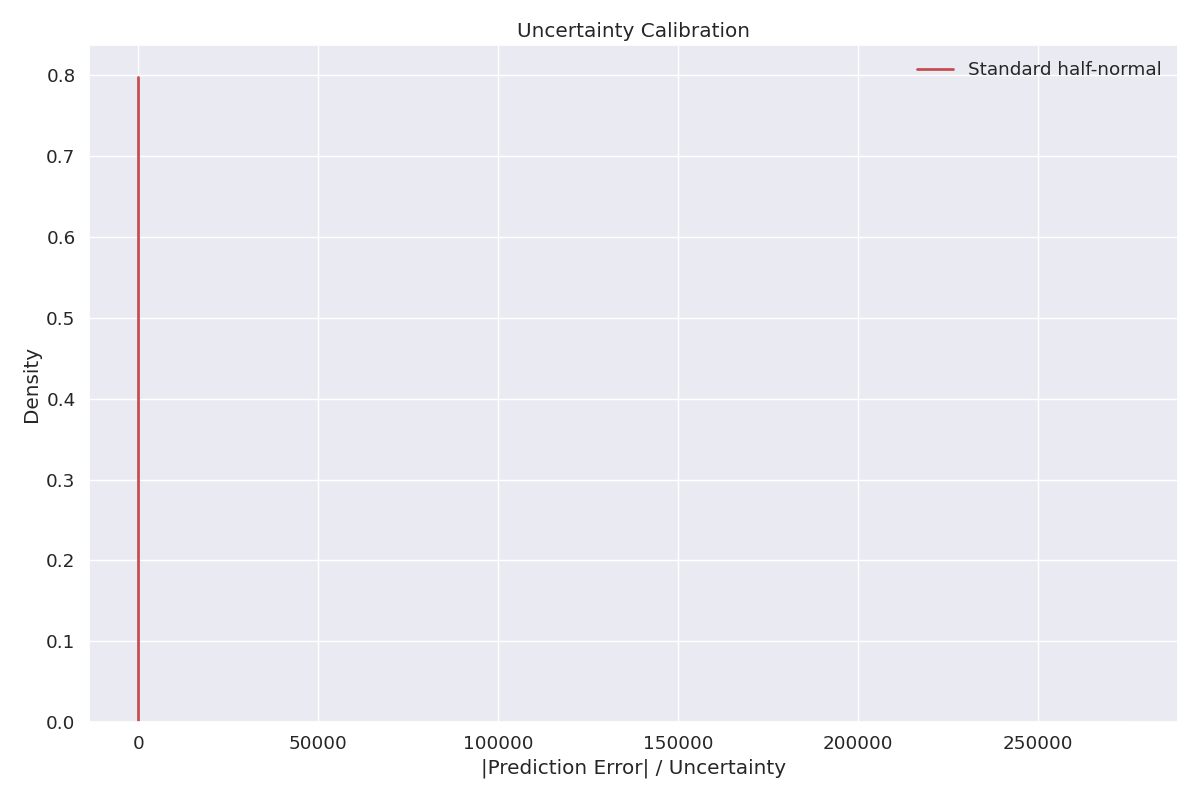 Uncertainty Calibration
Standard half-normal
0.8
0.7
0.6
0.5
0.4
0.3
0.2
0.1
0.0
Density
0 50000 100000 150000 200000 250000
|Prediction Error| / Uncertainty